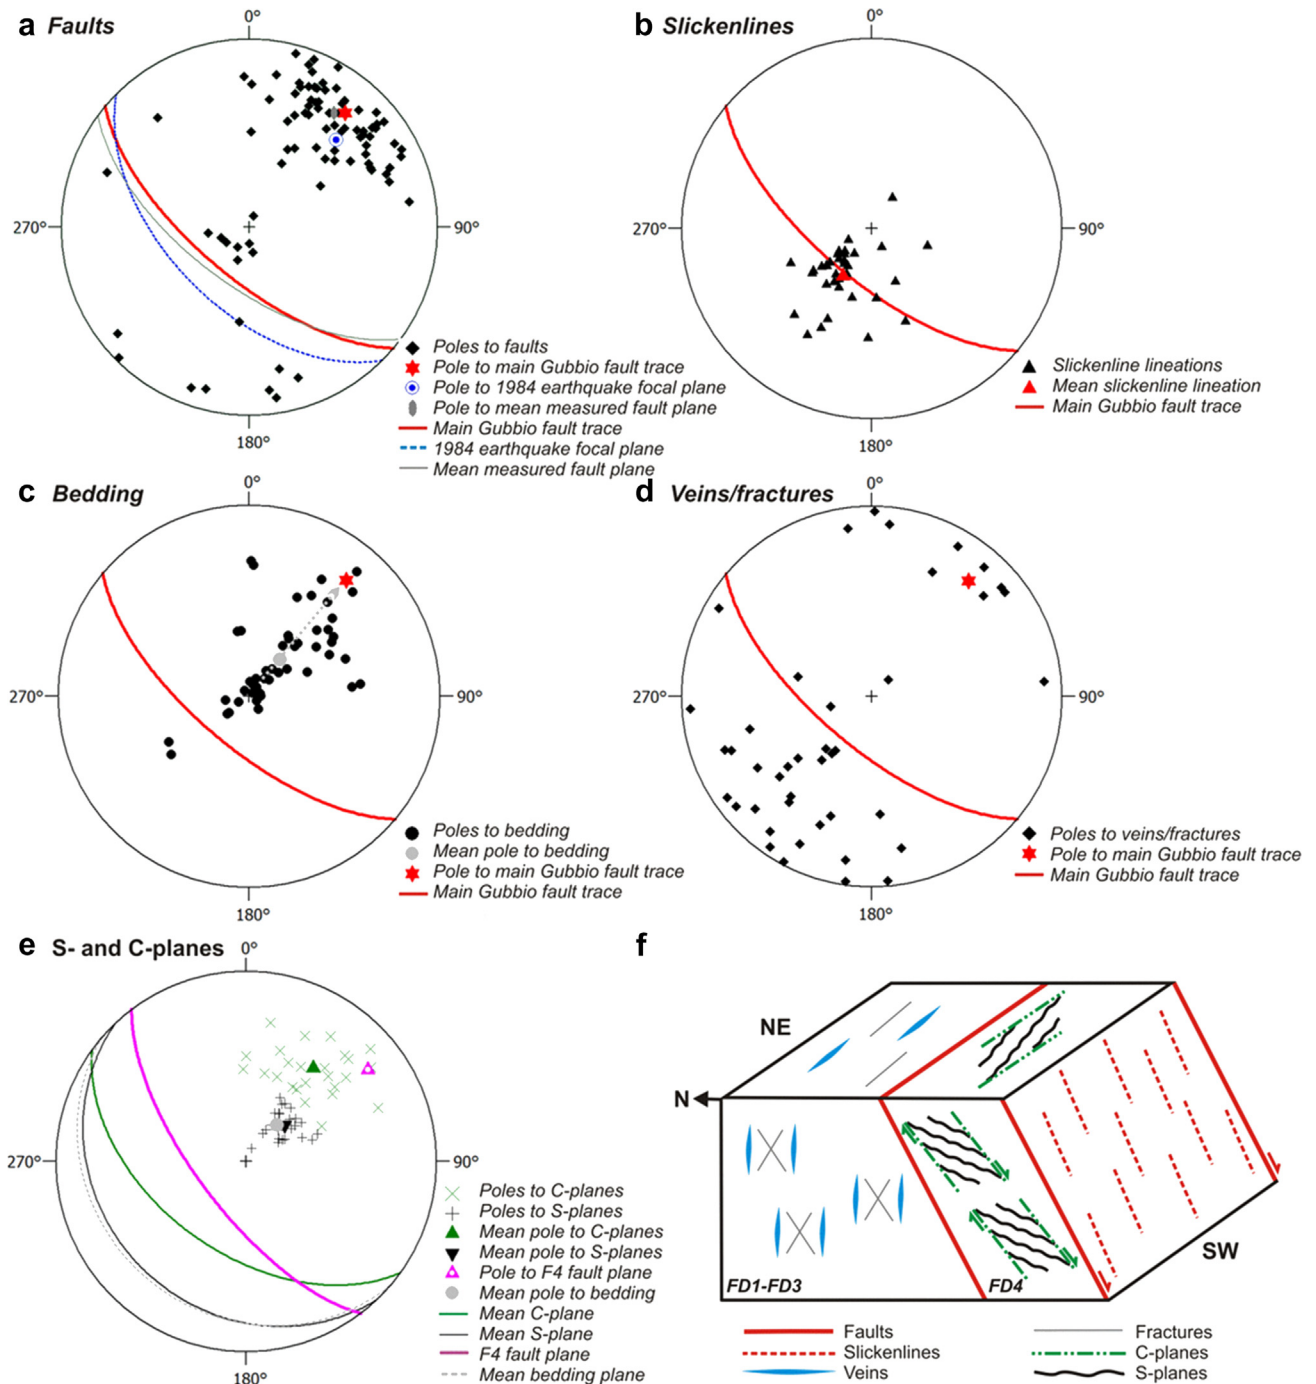 a Faults
0°
270°
90°
180°
Poles to faults
Pole to main Gubbio fault trace
Pole to 1984 earthquake focal plane
Pole to mean measured fault plane
Main Gubbio fault trace
1984 earthquake focal plane
Mean measured fault plane
b Slickenlines
0°
270°
90°
180°
Slickenline lineations
Mean slickenline lineation
Main Gubbio fault trace
c Bedding
0°
270°
90°
180°
Poles to bedding
Mean pole to bedding
Pole to main Gubbio fault trace
Main Gubbio fault trace
d Veins/fractures
0°
270°
90°
180°
Poles to veins/fractures
Pole to main Gubbio fault trace
Main Gubbio fault trace
e S- and C-planes
0°
270°
90°
180°
Poles to C-planes
Poles to S-planes
Mean pole to C-planes
Mean pole to S-planes
Pole to F4 fault plane
Mean pole to bedding
Mean C-plane
Mean S-plane
F4 fault plane
Mean bedding plane
f
NE
N
SW
FD1-FD3
FD4
Faults
Slickenlines
Veins
Fractures
C-planes
S-planes